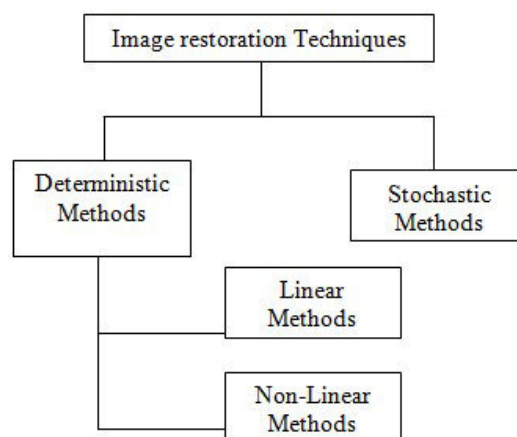 Image restoration Techniques
Deterministic
Methods
Stochastic
Methods
Linear
Methods
Non-Linear
Methods